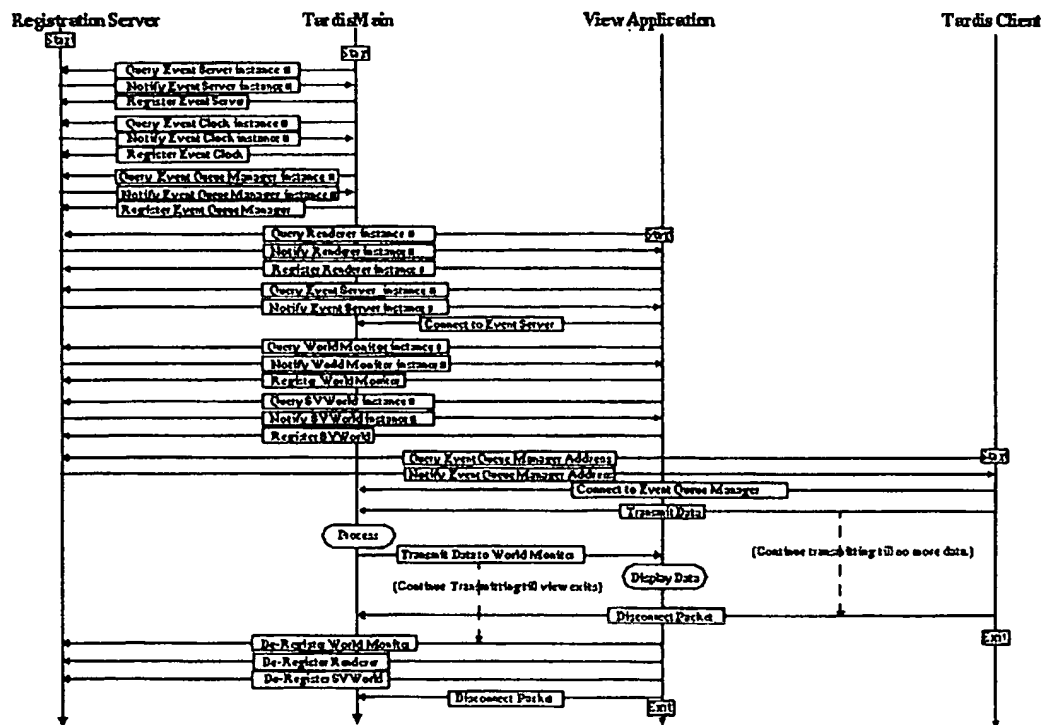 Registration Server TardisMain View Application Tardis Client
Start
Start
Query Event Server Instance #
Notify Event Server Instance #
Register Event Server
Query Event Clock Instance #
Notify Event Clock Instance #
Register Event Clock
Query Event Queue Manager Instance #
Notify Event Queue Manager Instance #
Register Event Queue Manager
Query Renderer Instance #
Start
Notify Renderer Instance #
Register Renderer Instance #
Query Event Server Instance #
Notify Event Server Instance #
Connect to Event Server
Query World Monitor Instance #
Notify World Monitor Instance #
Register World Monitor
Query SVWorld Instance #
Notify SVWorld Instance #
Register SVWorld
Query Event Queue Manager Address
Start
Notify Event Queue Manager Address
Connect to Event Queue Manager
Transmit Data
Process
Transmit Data to World Monitor
(Continue transmitting till no more data.)
Display Data
(Continue Transmitting till view exits)
Disconnect Packet
Exit
De-Register World Monitor
De-Register Renderer
De-Register SVWorld
Disconnect Packet
Exit